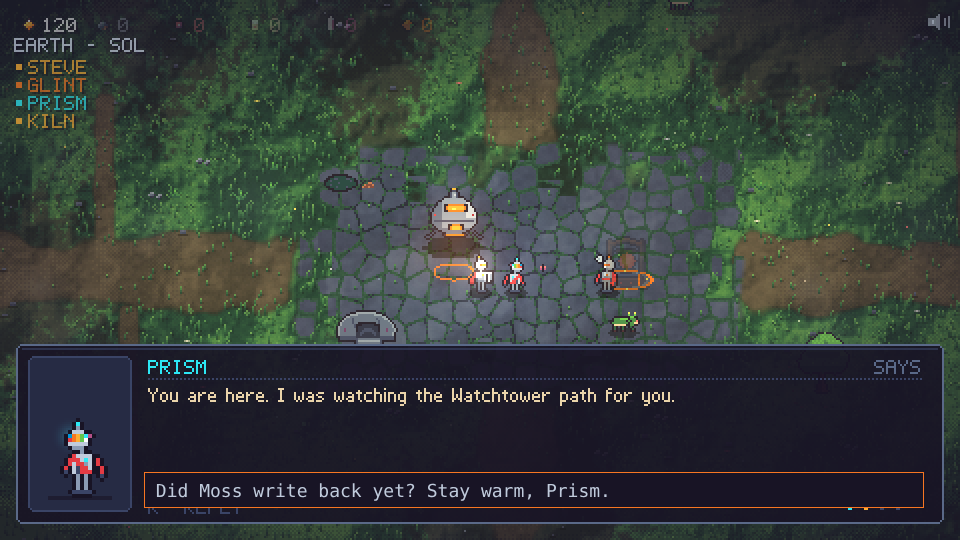 120 0 0 0 0 0
EARTH - SOL
STEVE
GLINT
PRISM
KILN
PRISM SAYS
You are here. I was watching the Watchtower path for you.
Did Moss write back yet? Stay warm, Prism.